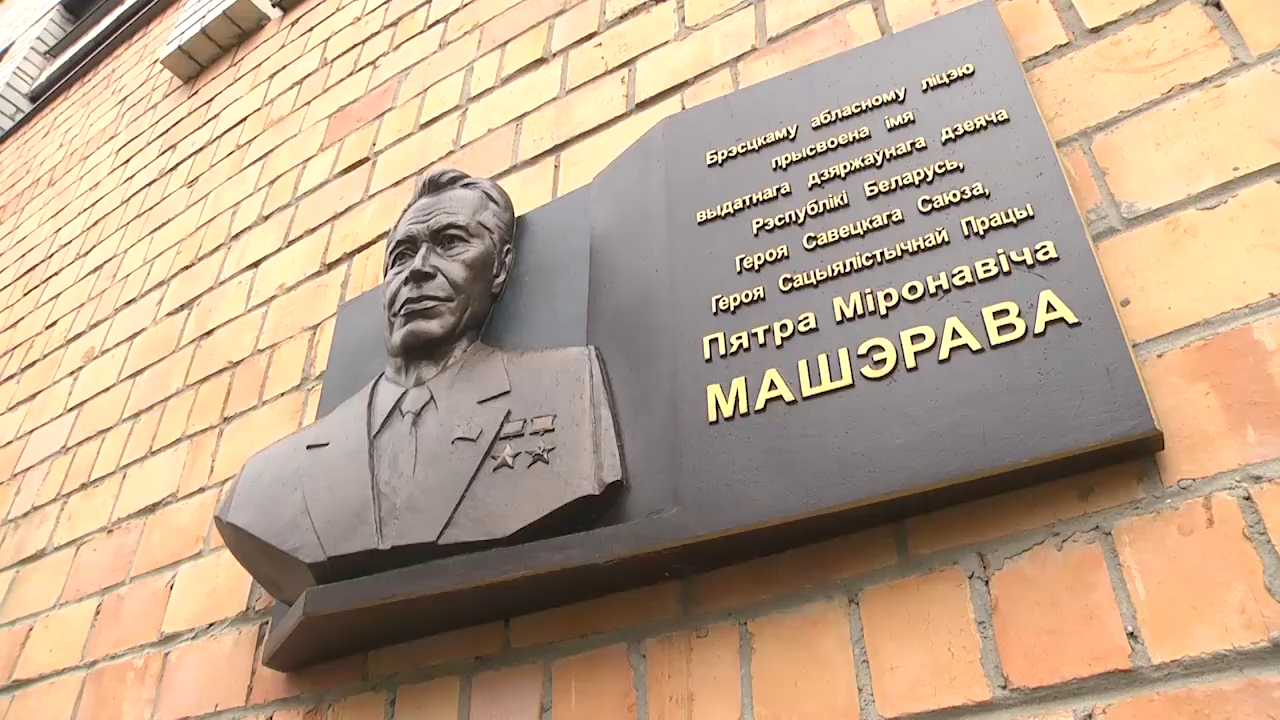 Брэсцкаму абласному ліцэю
прысвоена імя
выдатнага дзяржаўнага дзеяча
Рэспублікі Беларусь,
Героя Савецкага Саюза,
Героя Сацыялістычнай Працы
Пятра Міронавіча
МАШЭРАВА